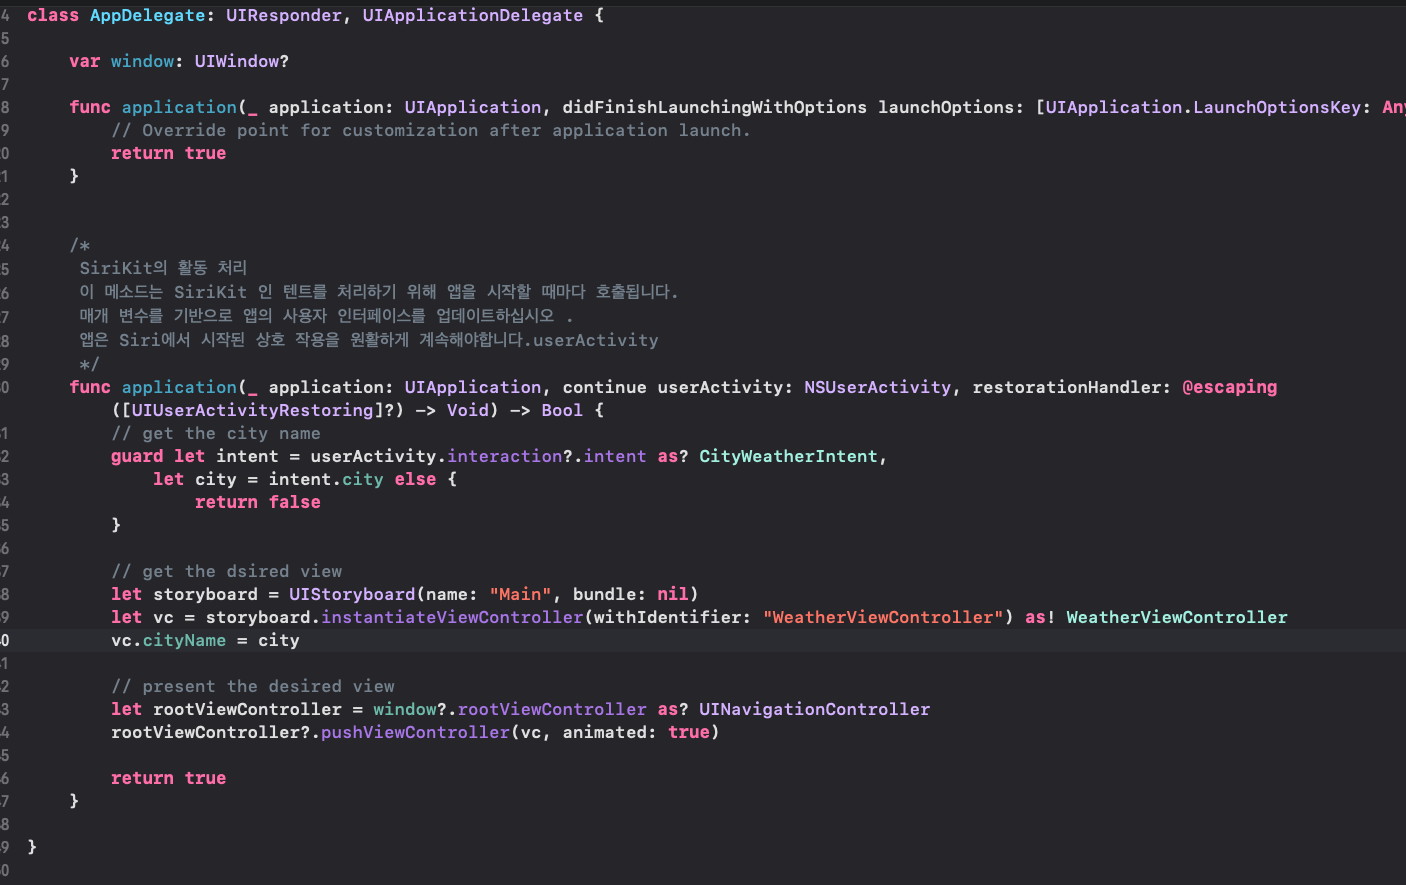 4 class AppDelegate: UIResponder, UIApplicationDelegate {
5
6     var window: UIWindow?
7
8     func application(_ application: UIApplication, didFinishLaunchingWithOptions launchOptions: [UIApplication.LaunchOptionsKey: Any
9         // Override point for customization after application launch.
0         return true
1     }
2
3
4     /*
5      SiriKit의 활동 처리
6      이 메소드는 SiriKit 인 텐트를 처리하기 위해 앱을 시작할 때마다 호출됩니다.
7      매개 변수를 기반으로 앱의 사용자 인터페이스를 업데이트하십시오 .
8      앱은 Siri에서 시작된 상호 작용을 원활하게 계속해야합니다.userActivity
9      */
0     func application(_ application: UIApplication, continue userActivity: NSUserActivity, restorationHandler: @escaping
        ([UIUserActivityRestoring]?) -> Void) -> Bool {
1         // get the city name
2         guard let intent = userActivity.interaction?.intent as? CityWeatherIntent,
3             let city = intent.city else {
4                 return false
5         }
6
7         // get the dsired view
8         let storyboard = UIStoryboard(name: "Main", bundle: nil)
9         let vc = storyboard.instantiateViewController(withIdentifier: "WeatherViewController") as! WeatherViewController
0         vc.cityName = city
1
2         // present the desired view
3         let rootViewController = window?.rootViewController as? UINavigationController
4         rootViewController?.pushViewController(vc, animated: true)
5
6         return true
7     }
8
9 }
0